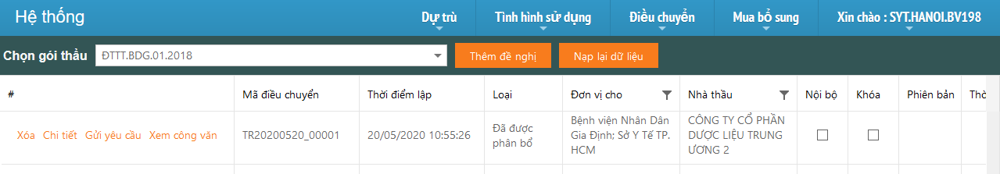 Hệ thống
Dự trù
Tình hình sử dụng
Điều chuyển
Mua bổ sung
Xin chào : SYT.HANOI.BV198
Chọn gói thầu
ĐTTT.BDG.01.2018
Thêm đề nghị
Nạp lại dữ liệu
#
Mã điều chuyển
Thời điểm lập
Loại
Đơn vị cho
Nhà thầu
Nội bộ
Khóa
Phiên bản
Thờ
Xóa Chi tiết Gửi yêu cầu Xem công văn
TR20200520_00001
20/05/2020 10:55:26
Đã được
phân bổ
Bệnh viện Nhân Dân
Gia Định; Sở Y Tế TP.
HCM
CÔNG TY CỔ PHẦN
DƯỢC LIỆU TRUNG
ƯƠNG 2